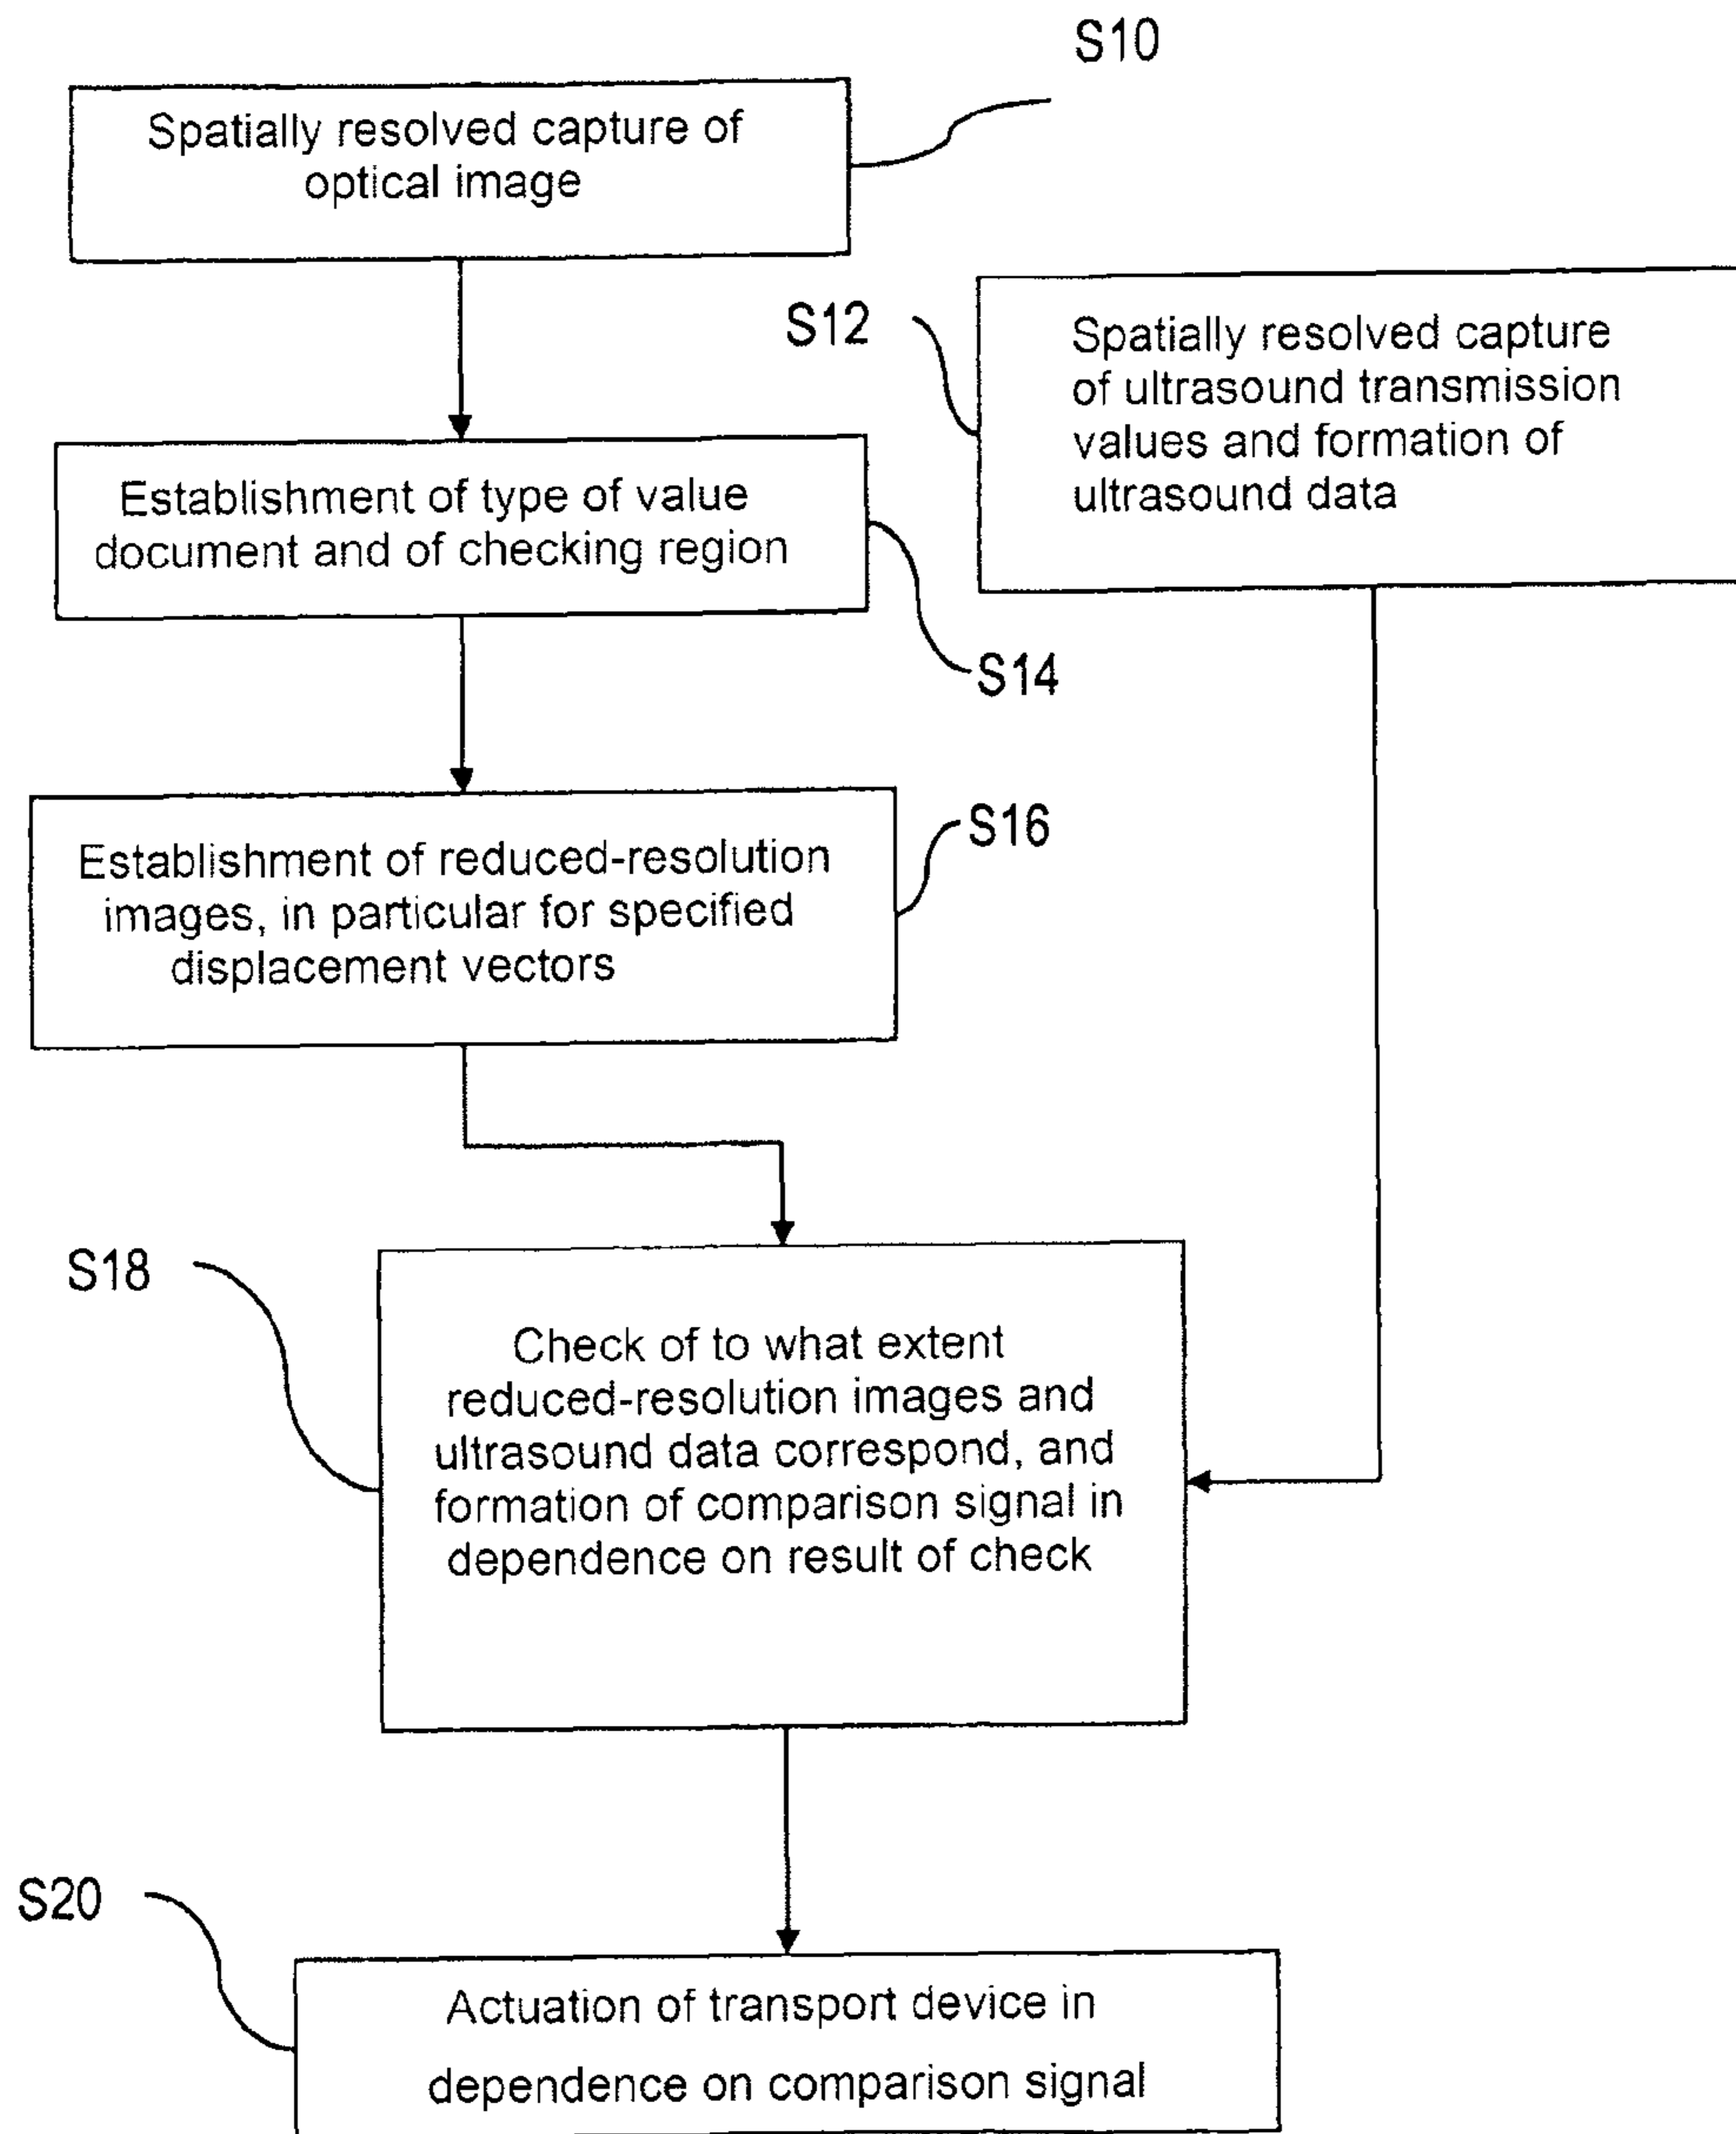 S10
Spatially resolved capture of
optical image
S12
Spatially resolved capture
of ultrasound transmission
values and formation of
ultrasound data
Establishment of type of value
document and of checking region
S14
S16
Establishment of reduced-resolution
images, in particular for specified
displacement vectors
S18
Check of to what extent
reduced-resolution images and
ultrasound data correspond, and
formation of comparison signal in
dependence on result of check
S20
Actuation of transport device in
dependence on comparison signal